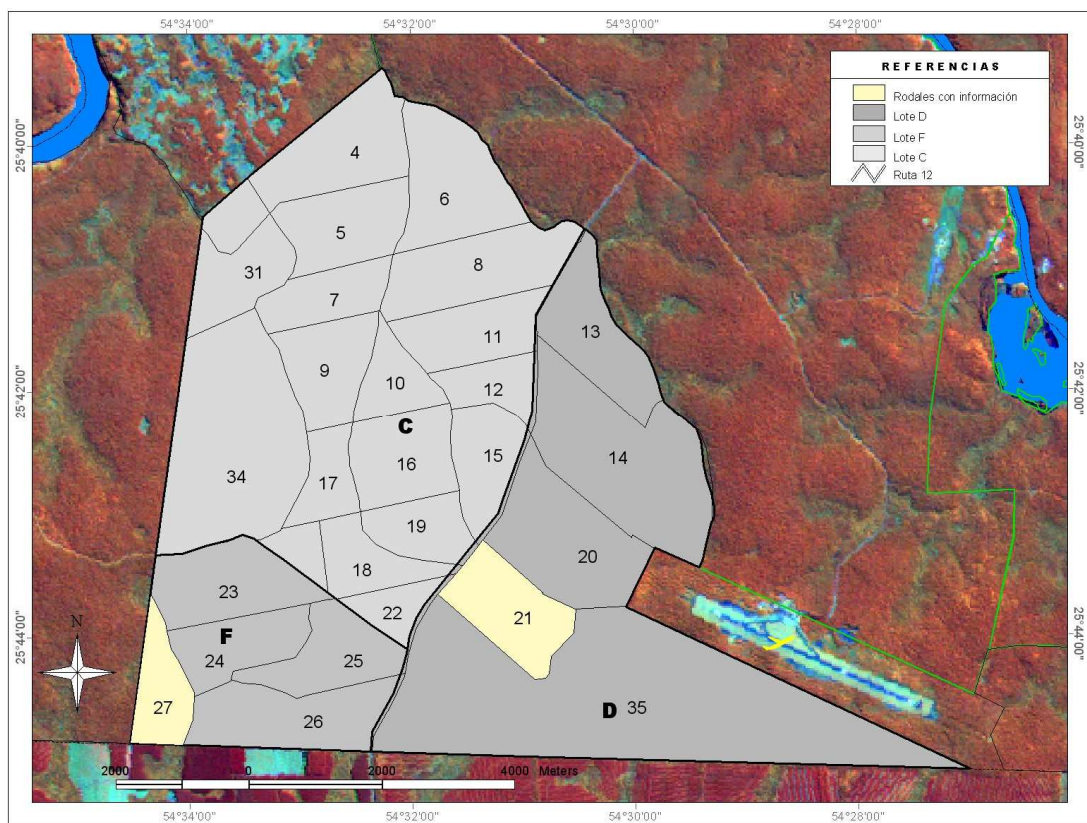 54°34'00" 54°32'00" 54°30'00" 54°28'00"
REFERENCIAS
Rodales con información
Lote D
Lote F
Lote C
Ruta 12
25°40'00" 25°40'00"
4
6
5
31
8
7
13
11
9
10
12
25°42'00" 25°42'00"
C
14
15
16
34
17
19
20
18
23
22
21
N
F
24
25
25°44'00" 25°44'00"
27
26
D
35
2000 0 2000 4000 Meters
54°34'00" 54°32'00" 54°30'00" 54°28'00"